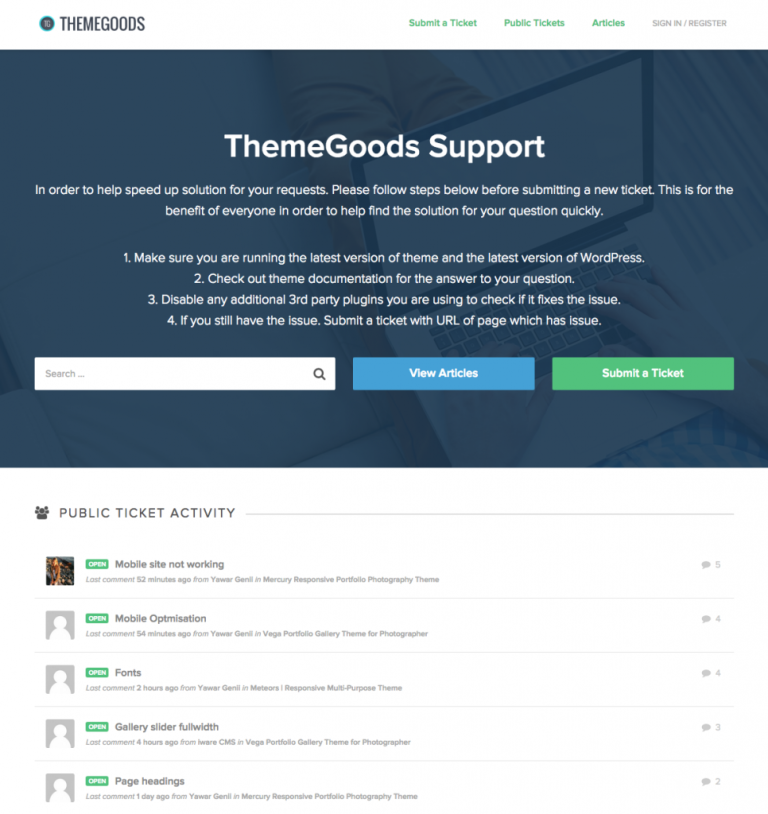 TG THEMEGOODS
Submit a Ticket Public Tickets Articles SIGN IN / REGISTER
ThemeGoods Support
In order to help speed up solution for your requests. Please follow steps below before submitting a new ticket. This is for the
benefit of everyone in order to help find the solution for your question quickly.
1. Make sure you are running the latest version of theme and the latest version of WordPress.
2. Check out theme documentation for the answer to your question.
3. Disable any additional 3rd party plugins you are using to check if it fixes the issue.
4. If you still have the issue. Submit a ticket with URL of page which has issue.
Search ... View Articles Submit a Ticket
PUBLIC TICKET ACTIVITY
OPEN Mobile site not working 5
Last comment 52 minutes ago from Yawar Genii in Mercury Responsive Portfolio Photography Theme
OPEN Mobile Optmisation 4
Last comment 54 minutes ago from Yawar Genii in Vega Portfolio Gallery Theme for Photographer
OPEN Fonts 4
Last comment 2 hours ago from Yawar Genii in Meteors | Responsive Multi-Purpose Theme
OPEN Gallery slider fullwidth 3
Last comment 4 hours ago from Iware CMS in Vega Portfolio Gallery Theme for Photographer
OPEN Page headings 2
Last comment 1 day ago from Yawar Genii in Mercury Responsive Portfolio Photography Theme